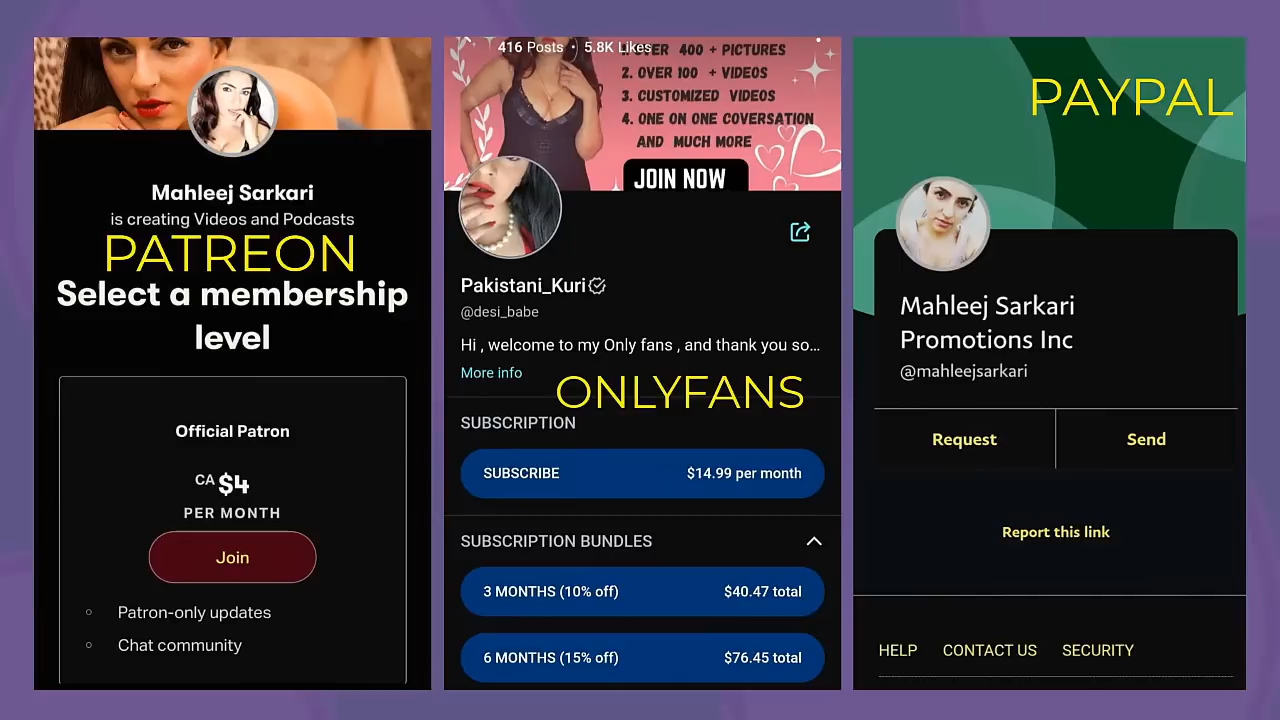 Mahleej Sarkari
is creating Videos and Podcasts
PATREON
Select a membership
level
Official Patron
CA $4
PER MONTH
Join
Patron-only updates
Chat community
416 Posts • 5.8K Likes
1. OVER 400 + PICTURES
2. OVER 100 + VIDEOS
3. CUSTOMIZED VIDEOS
4. ONE ON ONE COVERSATION
AND MUCH MORE
JOIN NOW
Pakistani_Kuri
@desi_babe
Hi , welcome to my Only fans , and thank you so...
More info
ONLYFANS
SUBSCRIPTION
SUBSCRIBE $14.99 per month
SUBSCRIPTION BUNDLES
3 MONTHS (10% off) $40.47 total
6 MONTHS (15% off) $76.45 total
PAYPAL
Mahleej Sarkari
Promotions Inc
@mahleejsarkari
Request Send
Report this link
HELP CONTACT US SECURITY